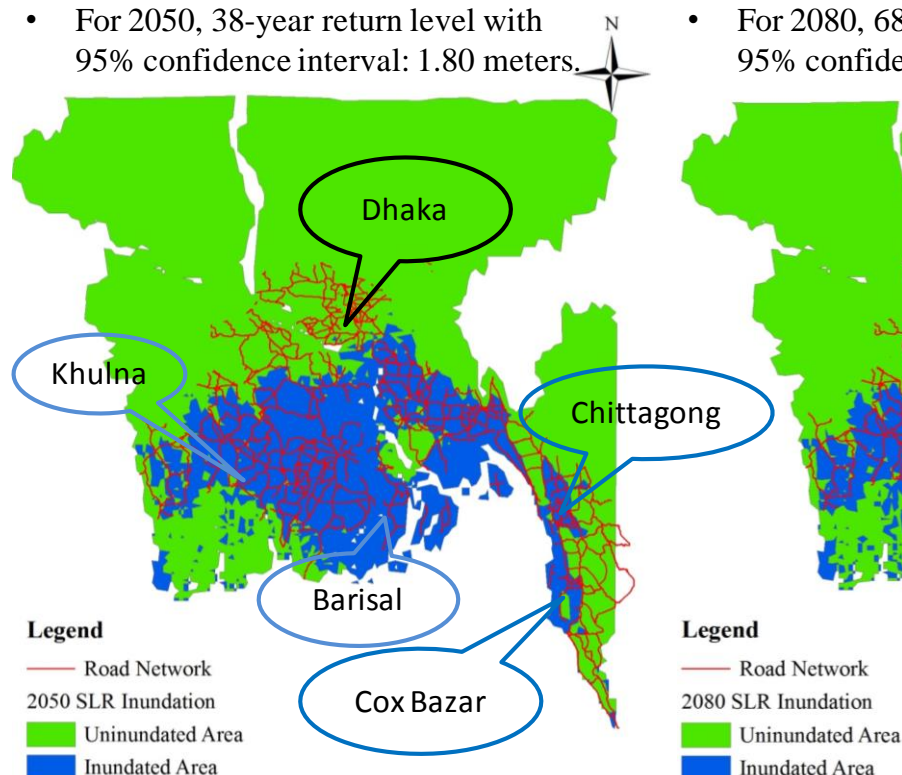 • For 2050, 38-year return level with
95% confidence interval: 1.80 meters.
N
Dhaka
Khulna
Chittagong
Barisal
Cox Bazar
Legend
Road Network
2050 SLR Inundation
Uninundated Area
Inundated Area
• For 2080, 68
95% confide
Legend
Road Network
2080 SLR Inundation
Uninundated Area
Inundated Area